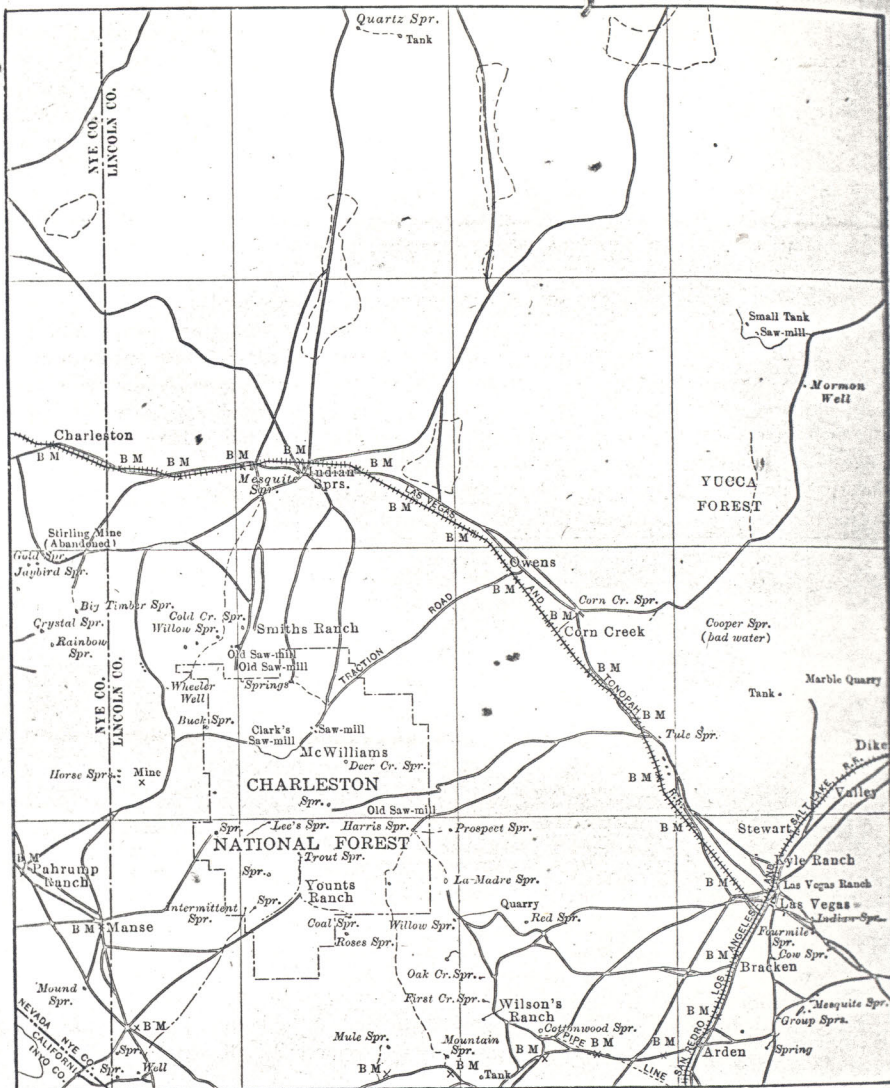 Quartz Spr.
Tank
NYE CO.
LINCOLN CO.
Small Tank
Saw-mill
Mormon
Well
Charleston
B M
B M
B M
B M
B M
Mesquite
Spr.
Indian
Sprs.
LAS VEGAS
B M
YUCCA
FOREST
Stirling Mine
(Abandoned)
B M
Gold Spr.
Jaybird Spr.
Owens
B M
AND
Big Timber Spr.
Cold Cr. Spr.
Willow Spr.
Corn Cr. Spr.
Crystal Spr.
Smiths Ranch
ROAD
B M
Corn Creek
Cooper Spr.
(bad water)
Rainbow
Spr.
Old Saw-mill
Old Saw-mill
TRACTION
B M
TONOPAH
NYE CO.
LINCOLN CO.
Wheeler
Well
Springs
Marble Quarry
Tank
Buck Spr.
Clark's
Saw-mill
Saw-mill
B M
Tule Spr.
McWilliams
Deer Cr. Spr.
Dike
Horse Sprs.
Mine
CHARLESTON
B M
R.R.
Valley
Spr.
Old Saw-mill
R.R.
Spr.
Lee's Spr.
Harris Spr.
Prospect Spr.
B M
Stewart
SALT LAKE
NATIONAL FOREST
B M
Pahrump
Ranch
Trout Spr.
Kyle Ranch
AND
Spr.
La-Madre Spr.
B M
Las Vegas Ranch
Younts
Ranch
Intermittent
Spr.
Spr.
Quarry
Las Vegas
B M
Manse
Coal Spr.
Willow Spr.
Red Spr.
Indian Spr.
Fourmile
Spr.
Roses Spr.
LOS ANGELES
Cow Spr.
B M
Bracken
Oak Cr. Spr.
Mound
Spr.
First Cr. Spr.
Wilson's
Ranch
Mesquite Spr.
B M
Group Sprs.
NEVADA
CALIFORNI
B M
Cottonwood Spr.
PIPE
NYE CO.
INYO CO.
Mule Spr.
Mountain
Spr.
B M
B M
B M
Arden
Spring
Spr.
LINE
SAN PEDRO
Spr.
Well
B M
B M
Tank